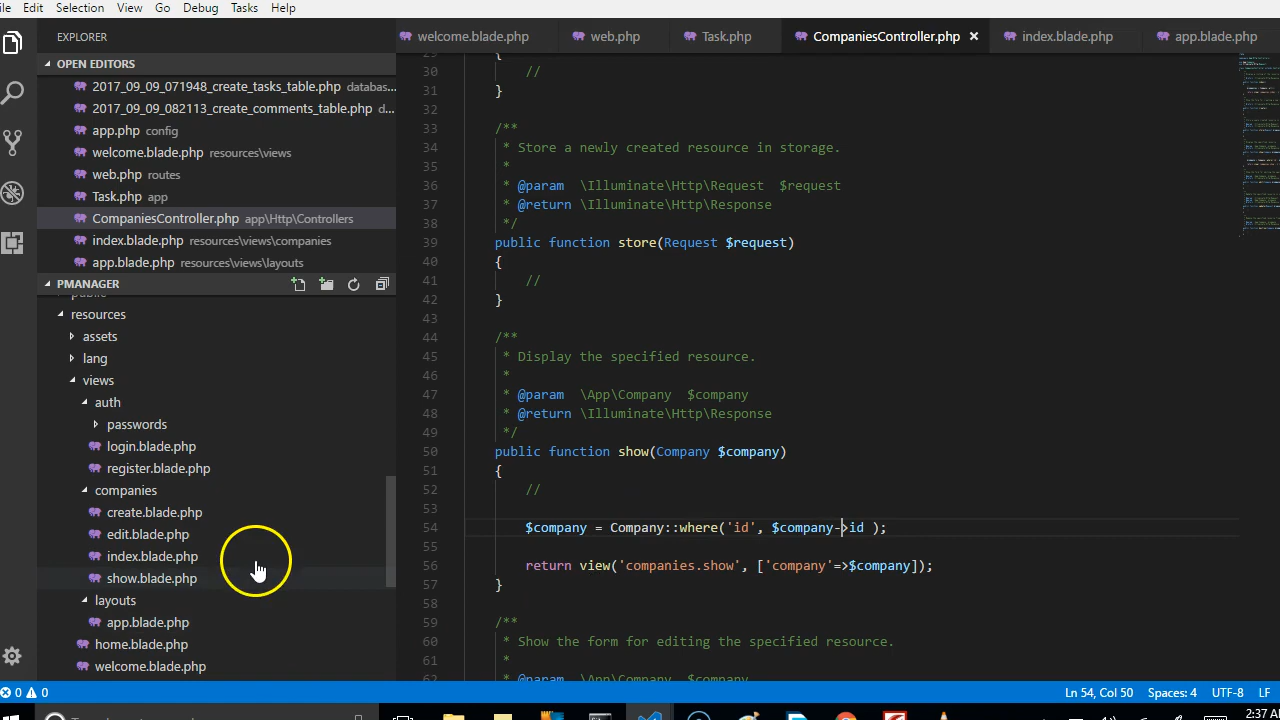 ile Edit Selection View Go Debug Tasks Help
EXPLORER
OPEN EDITORS
2017_09_09_071948_create_tasks_table.php databas...
2017_09_09_082113_create_comments_table.php d...
app.php config
welcome.blade.php resources\views
web.php routes
Task.php app
CompaniesController.php app\Http\Controllers
index.blade.php resources\views\companies
app.blade.php resources\views\layouts
PMANAGER
public
resources
assets
lang
views
auth
passwords
login.blade.php
register.blade.php
companies
create.blade.php
edit.blade.php
index.blade.php
show.blade.php
layouts
app.blade.php
home.blade.php
welcome.blade.php
welcome.blade.php web.php Task.php CompaniesController.php × index.blade.php app.blade.php
29 {
30 //
31 }
32
33 /**
34 * Store a newly created resource in storage.
35 *
36 * @param \Illuminate\Http\Request $request
37 * @return \Illuminate\Http\Response
38 */
39 public function store(Request $request)
40 {
41 //
42 }
43
44 /**
45 * Display the specified resource.
46 *
47 * @param \App\Company $company
48 * @return \Illuminate\Http\Response
49 */
50 public function show(Company $company)
51 {
52 //
53
54 $company = Company::where('id', $company->id );
55
56 return view('companies.show', ['company'=>$company]);
57 }
58
59 /**
60 * Show the form for editing the specified resource.
61 *
62 * @param \App\Company $company
0 0 Ln 54, Col 50 Spaces: 4 UTF-8 LF
2:37 A